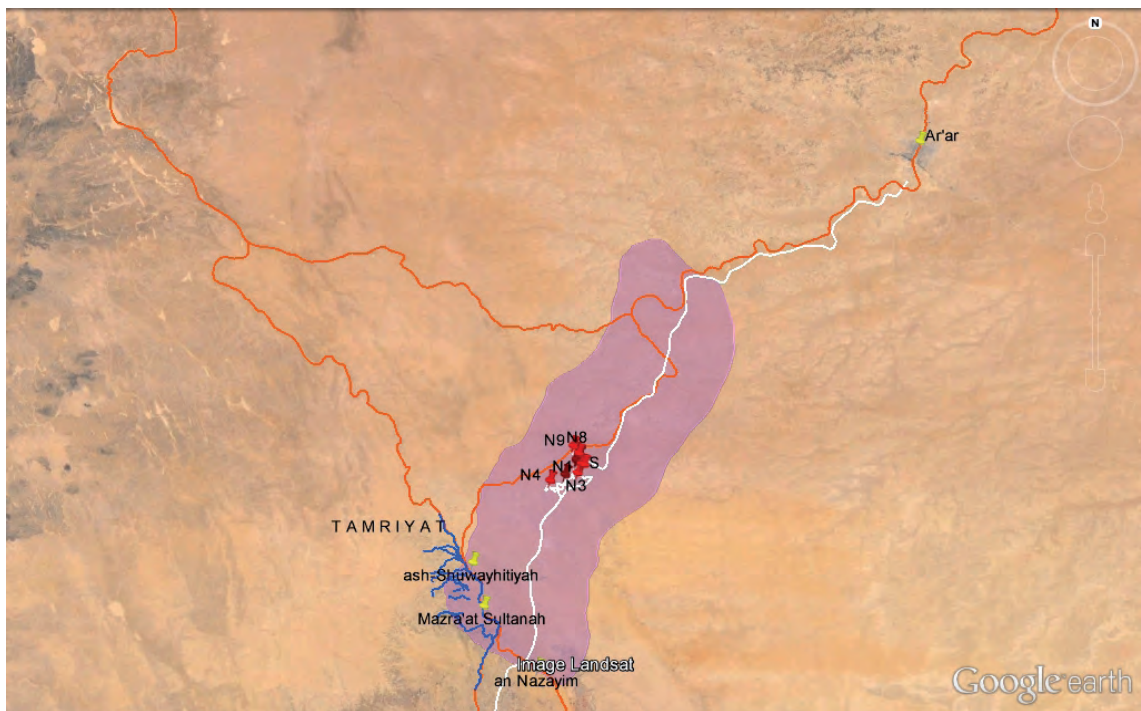 N
Ar'ar
N9 N8
N4 N1 S
N3
TAMRIYAT
ash-Shuwayhitiyah
Mazra'at Sultanah
Image Landsat
an Nazayim
Google earth